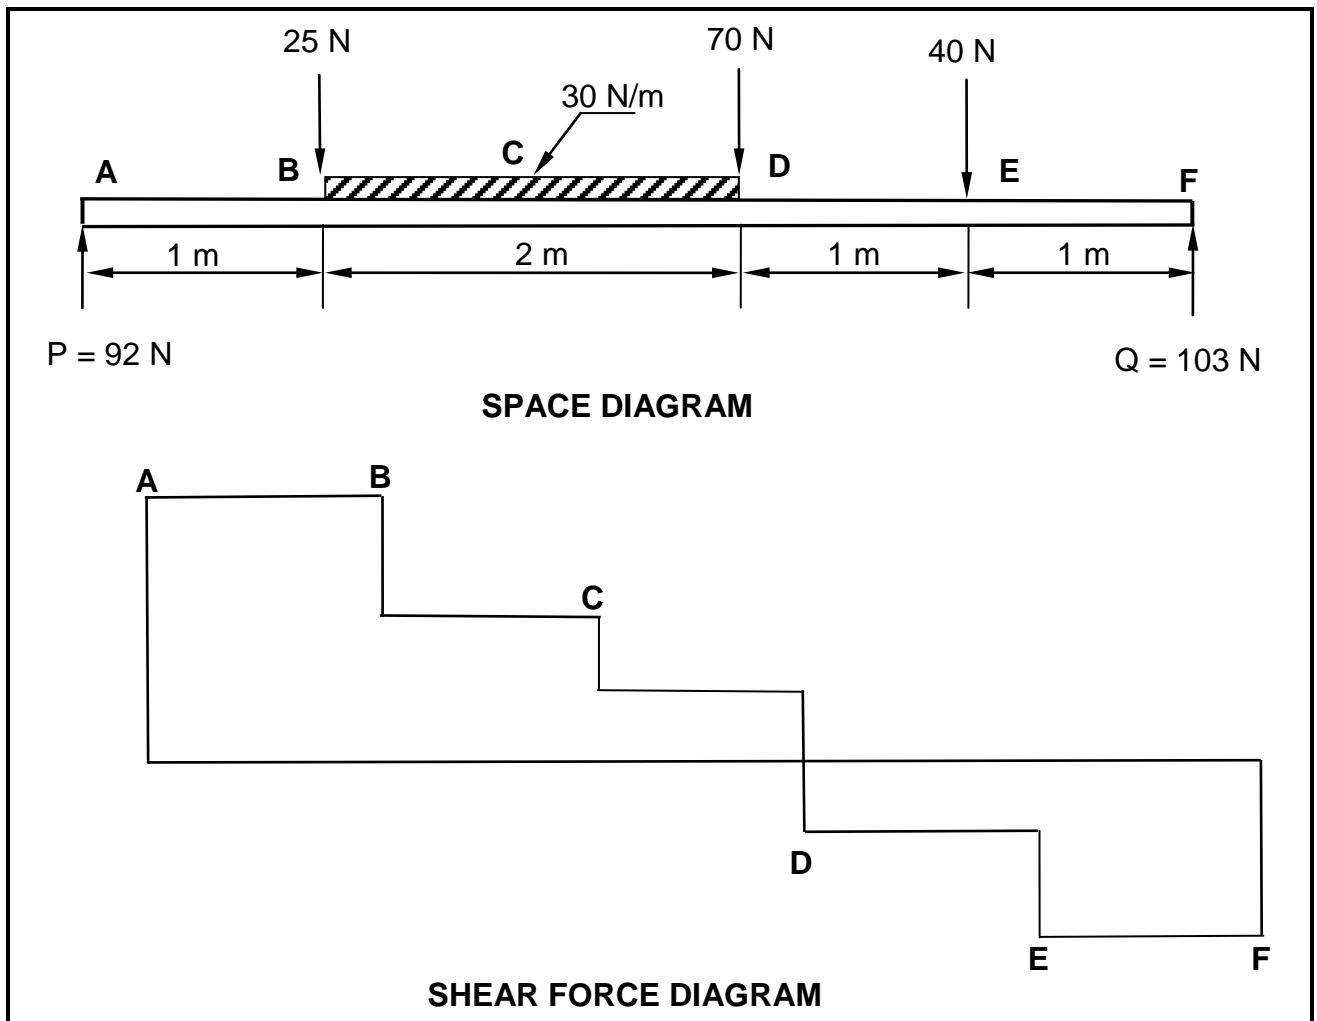 25 N
70 N
40 N
30 N/m
A
B
C
D
E
F
1 m
2 m
1 m
1 m
P = 92 N
Q = 103 N
SPACE DIAGRAM
A
B
C
D
E
F
SHEAR FORCE DIAGRAM